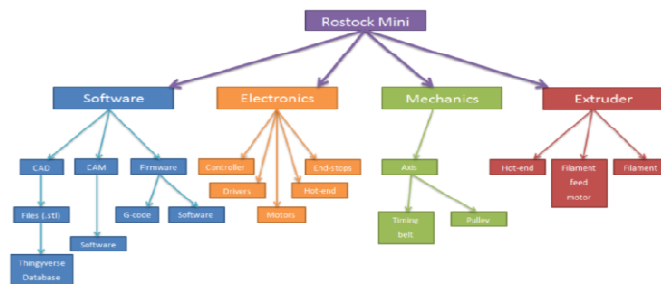 Rostock Mini
Software
Electronics
Mechanics
Extruder
CAD
CAM
Firmware
Controller
End-stops
Axis
Hot-end
Filament
feed
motor
Filament
Drivers
Hot-end
Files (.stl)
G-code
Software
Motors
Timing
belt
Pulley
Software
Thingyverse
Database